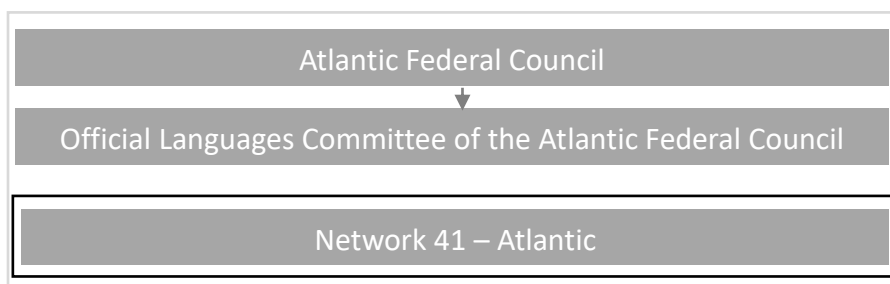 Atlantic Federal Council
Official Languages Committee of the Atlantic Federal Council
Network 41 – Atlantic